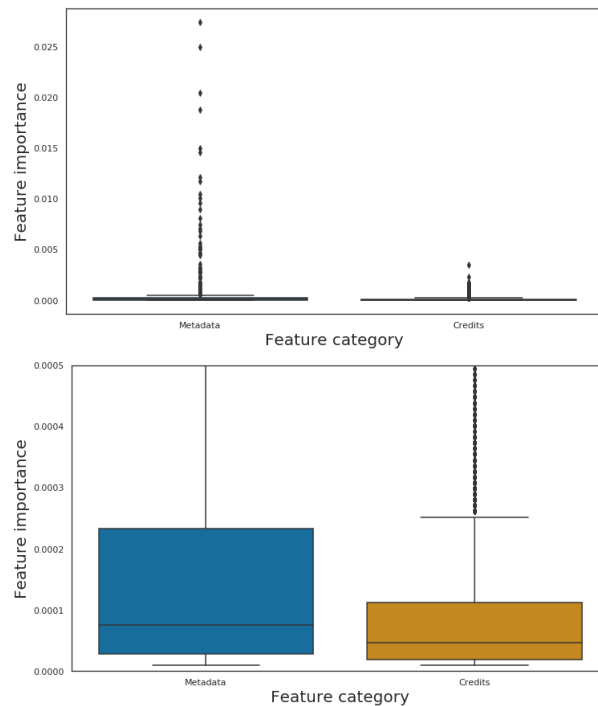 0.025
0.020
0.015
0.010
0.005
0.000
Feature importance
Metadata
Credits
Feature category
0.0005
0.0004
0.0003
0.0002
0.0001
0.0000
Feature importance
Metadata
Credits
Feature category